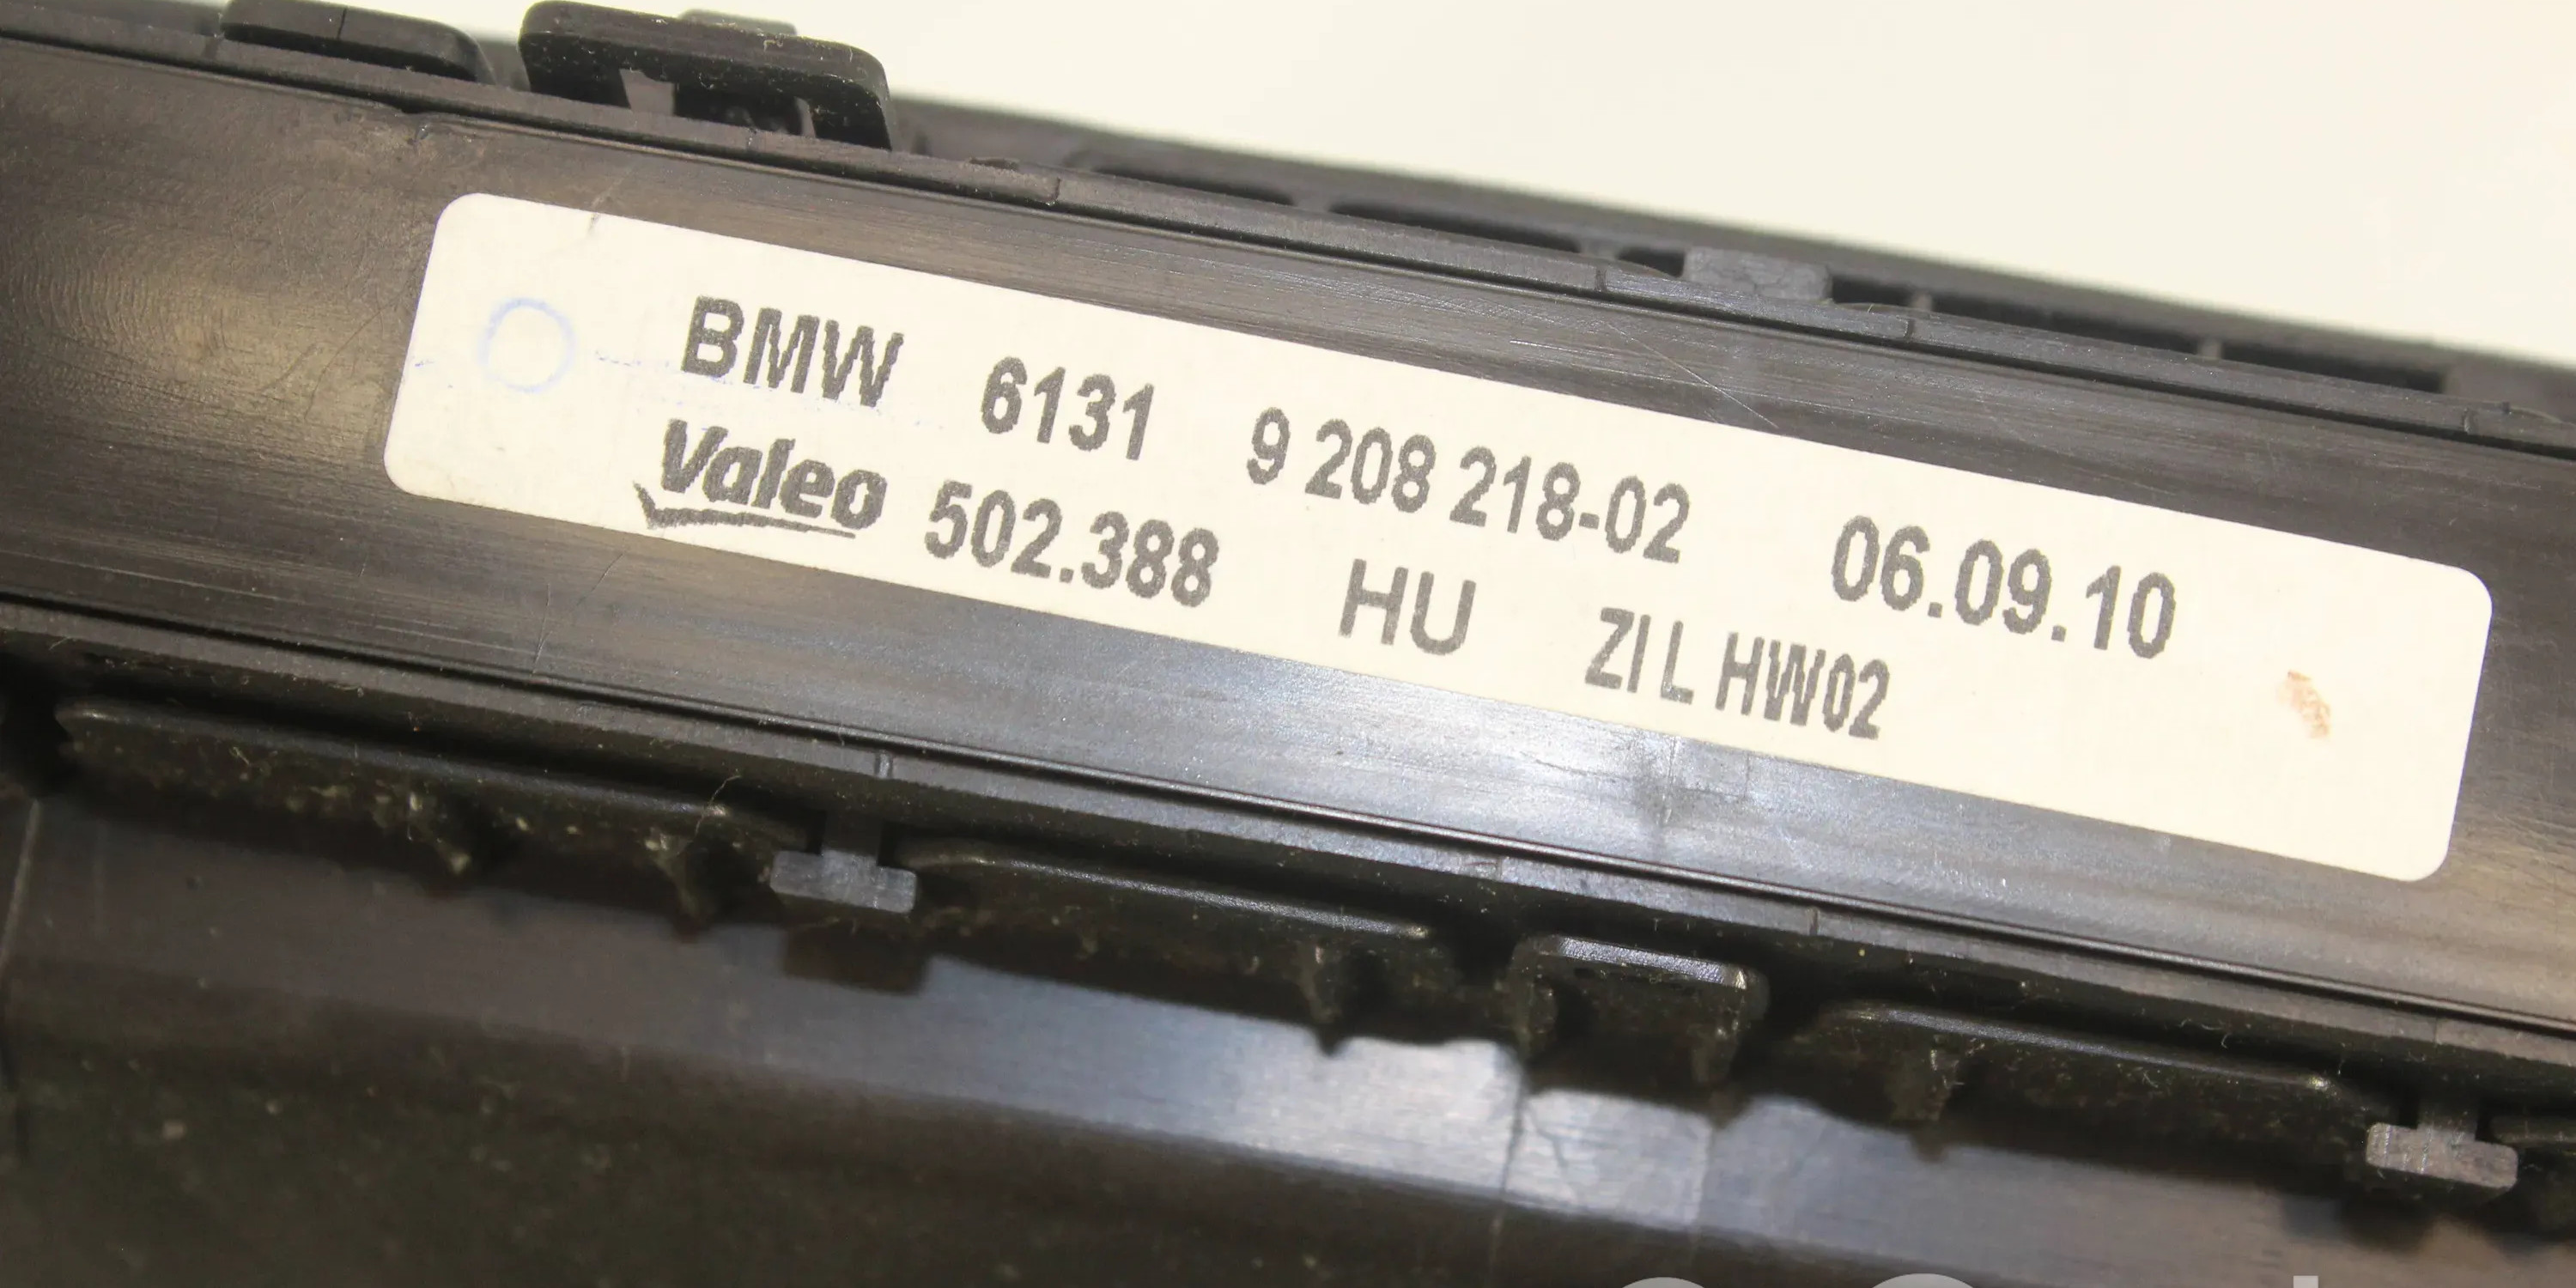 BMW 6131 9 208 218-02 06.09.10
Valeo 502.388 HU ZI L HW02